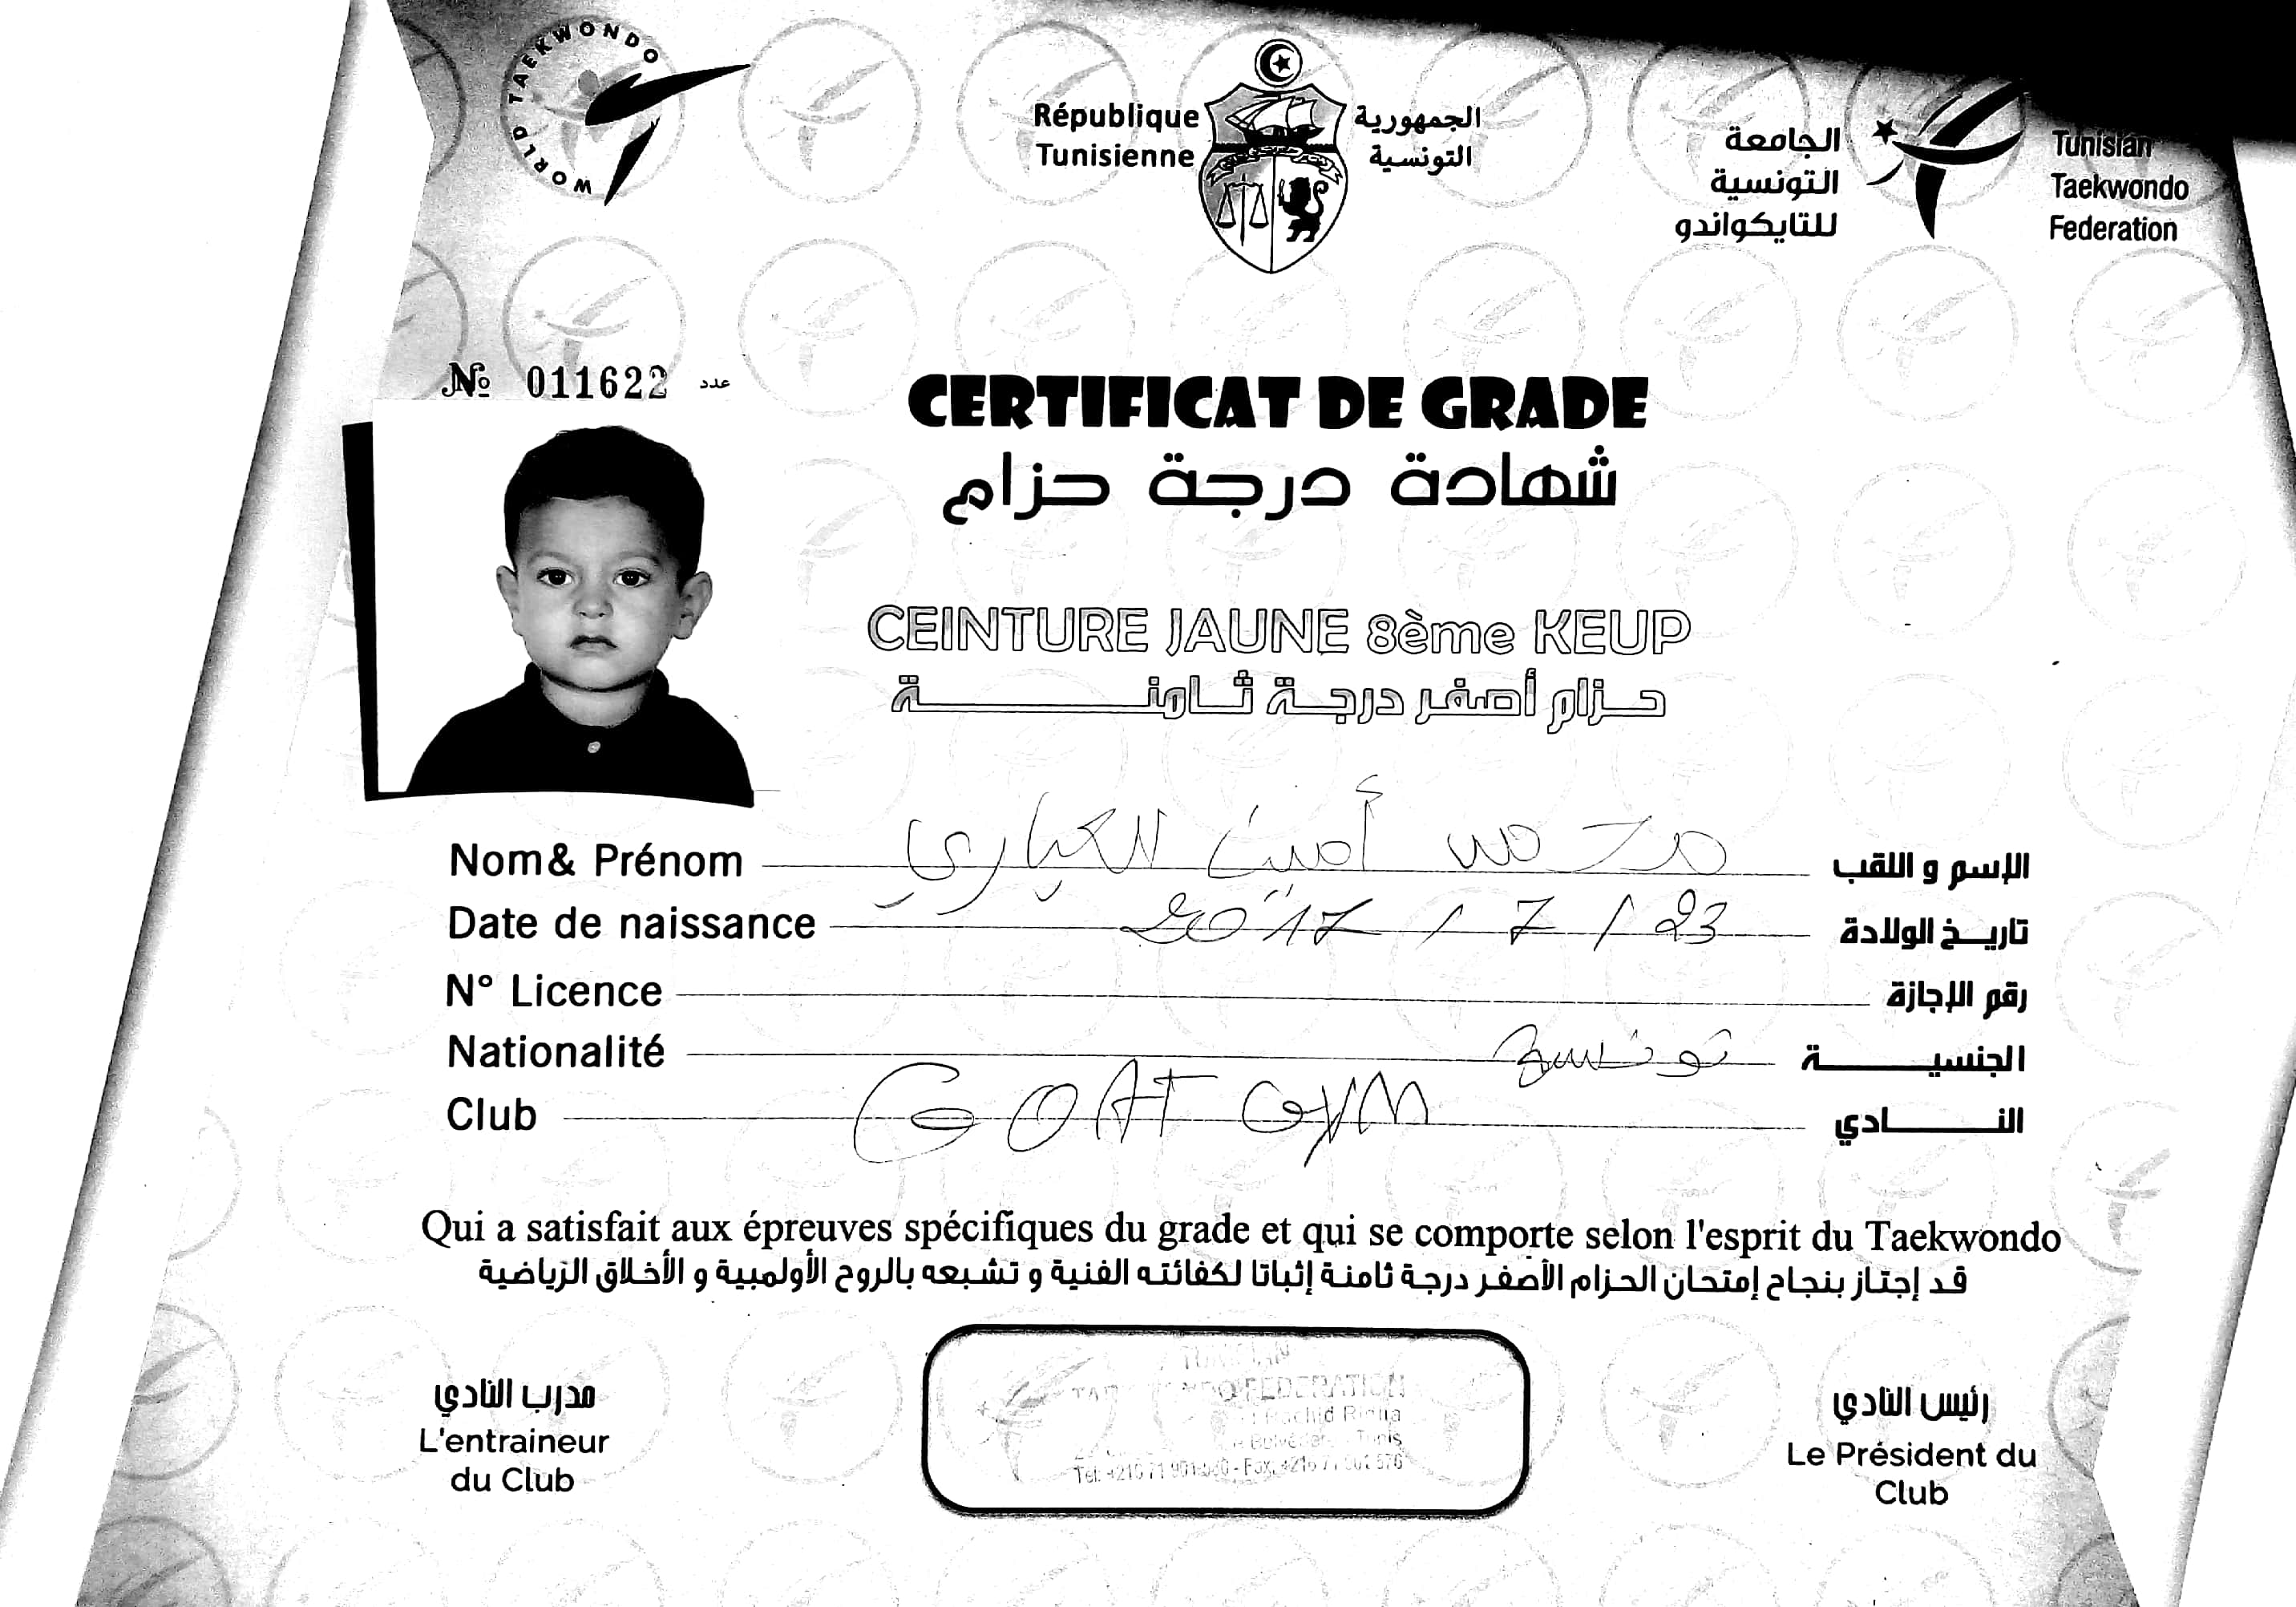 WORLD TAEKWONDO
République Tunisienne
الجمهورية التونسية
الجامعة التونسية للتايكواندو
Tunisian Taekwondo Federation
№ 011622 عدد
CERTIFICAT DE GRADE
شهادة درجة حزام
CEINTURE JAUNE 8ème KEUP
حزام أصفر درجة ثامنة
Nom& Prénom أمين العياري الإسم و اللقب
Date de naissance 2017 / 7 / 23 تاريخ الولادة
N° Licence رقم الإجازة
Nationalité تونسية الجنسية
Club GOAT GYM النادي
Qui a satisfait aux épreuves spécifiques du grade et qui se comporte selon l'esprit du Taekwondo
قد إجتاز بنجاح إمتحان الحزام الأصفر درجة ثامنة إثباتا لكفائته الفنية و تشبعه بالروح الأولمبية و الأخلاق الرياضية
مدرب النادي
L'entraineur
du Club
FEDERATION
Tunis
رئيس النادي
Le Président du
Club